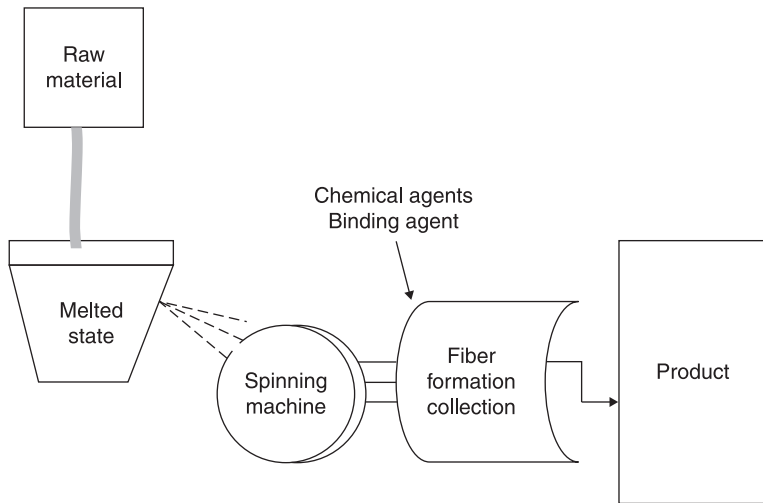 Raw
material
Chemical agents
Binding agent
Melted
state
Spinning
machine
Fiber
formation
collection
Product